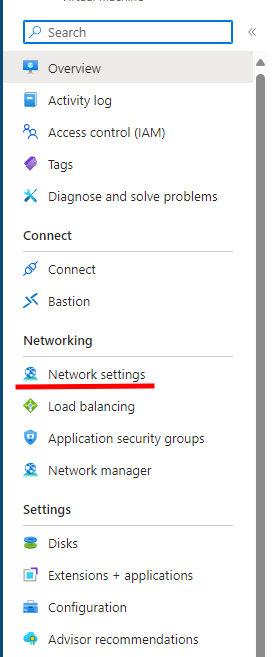 Virtual machine
Search
Overview
Activity log
Access control (IAM)
Tags
Diagnose and solve problems
Connect
Connect
Bastion
Networking
Network settings
Load balancing
Application security groups
Network manager
Settings
Disks
Extensions + applications
Configuration
Advisor recommendations